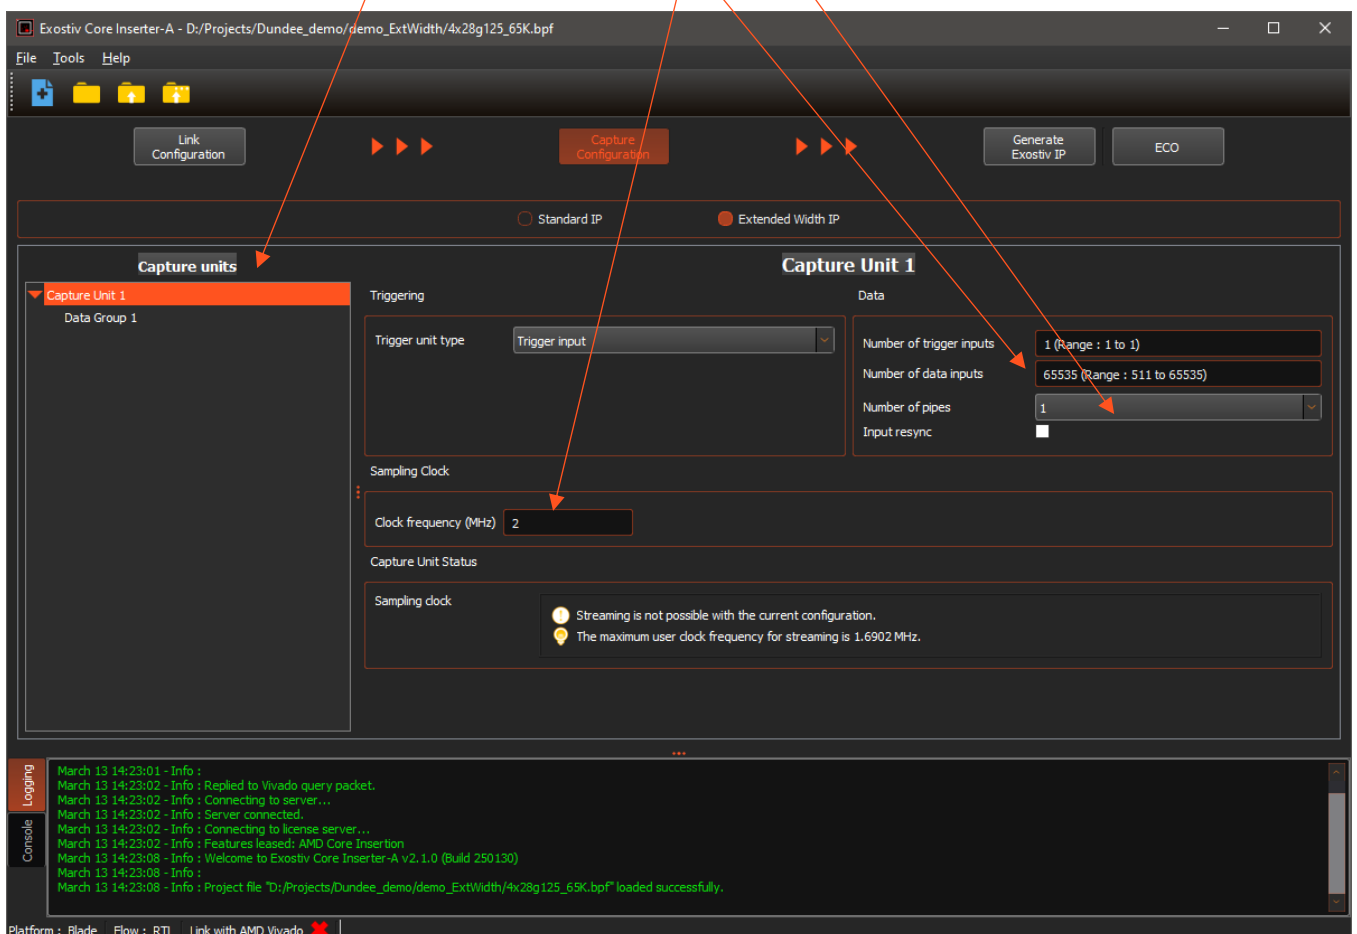 Exostiv Core Inserter-A - D:/Projects/Dundee_demo/demo_ExtWidth/4x28g125_65K.bpf
File Tools Help
Link
Configuration
Capture
Configuration
Generate
Exostiv IP
ECO
Standard IP
Extended Width IP
Capture units
Capture Unit 1
Data Group 1
Capture Unit 1
Triggering
Trigger unit type
Trigger input
Data
Number of trigger inputs
1 (Range : 1 to 1)
Number of data inputs
65535 (Range : 511 to 65535)
Number of pipes
1
Input resync
Sampling Clock
Clock frequency (MHz)
2
Capture Unit Status
Sampling clock
Streaming is not possible with the current configuration.
The maximum user clock frequency for streaming is 1.6902 MHz.
Logging
Console
March 13 14:23:01 - Info :
March 13 14:23:02 - Info : Replied to Vivado query packet.
March 13 14:23:02 - Info : Connecting to server...
March 13 14:23:02 - Info : Server connected.
March 13 14:23:02 - Info : Connecting to license server...
March 13 14:23:02 - Info : Features leased: AMD Core Insertion
March 13 14:23:08 - Info : Welcome to Exostiv Core Inserter-A v2.1.0 (Build 250130)
March 13 14:23:08 - Info :
March 13 14:23:08 - Info : Project file "D:/Projects/Dundee_demo/demo_ExtWidth/4x28g125_65K.bpf" loaded successfully.
Platform : Blade Flow : RTL Link with AMD Vivado